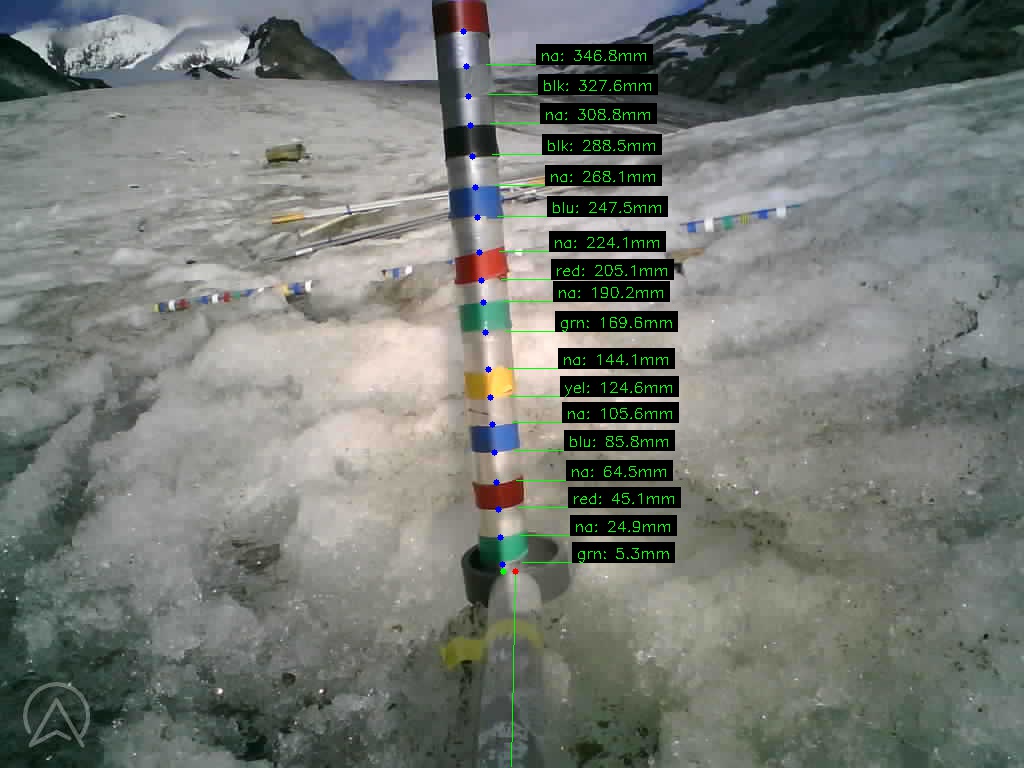 na: 346.8mm
blk: 327.6mm
na: 308.8mm
blk: 288.5mm
na: 268.1mm
blu: 247.5mm
na: 224.1mm
red: 205.1mm
na: 190.2mm
grn: 169.6mm
na: 144.1mm
yel: 124.6mm
na: 105.6mm
blu: 85.8mm
na: 64.5mm
red: 45.1mm
na: 24.9mm
grn: 5.3mm